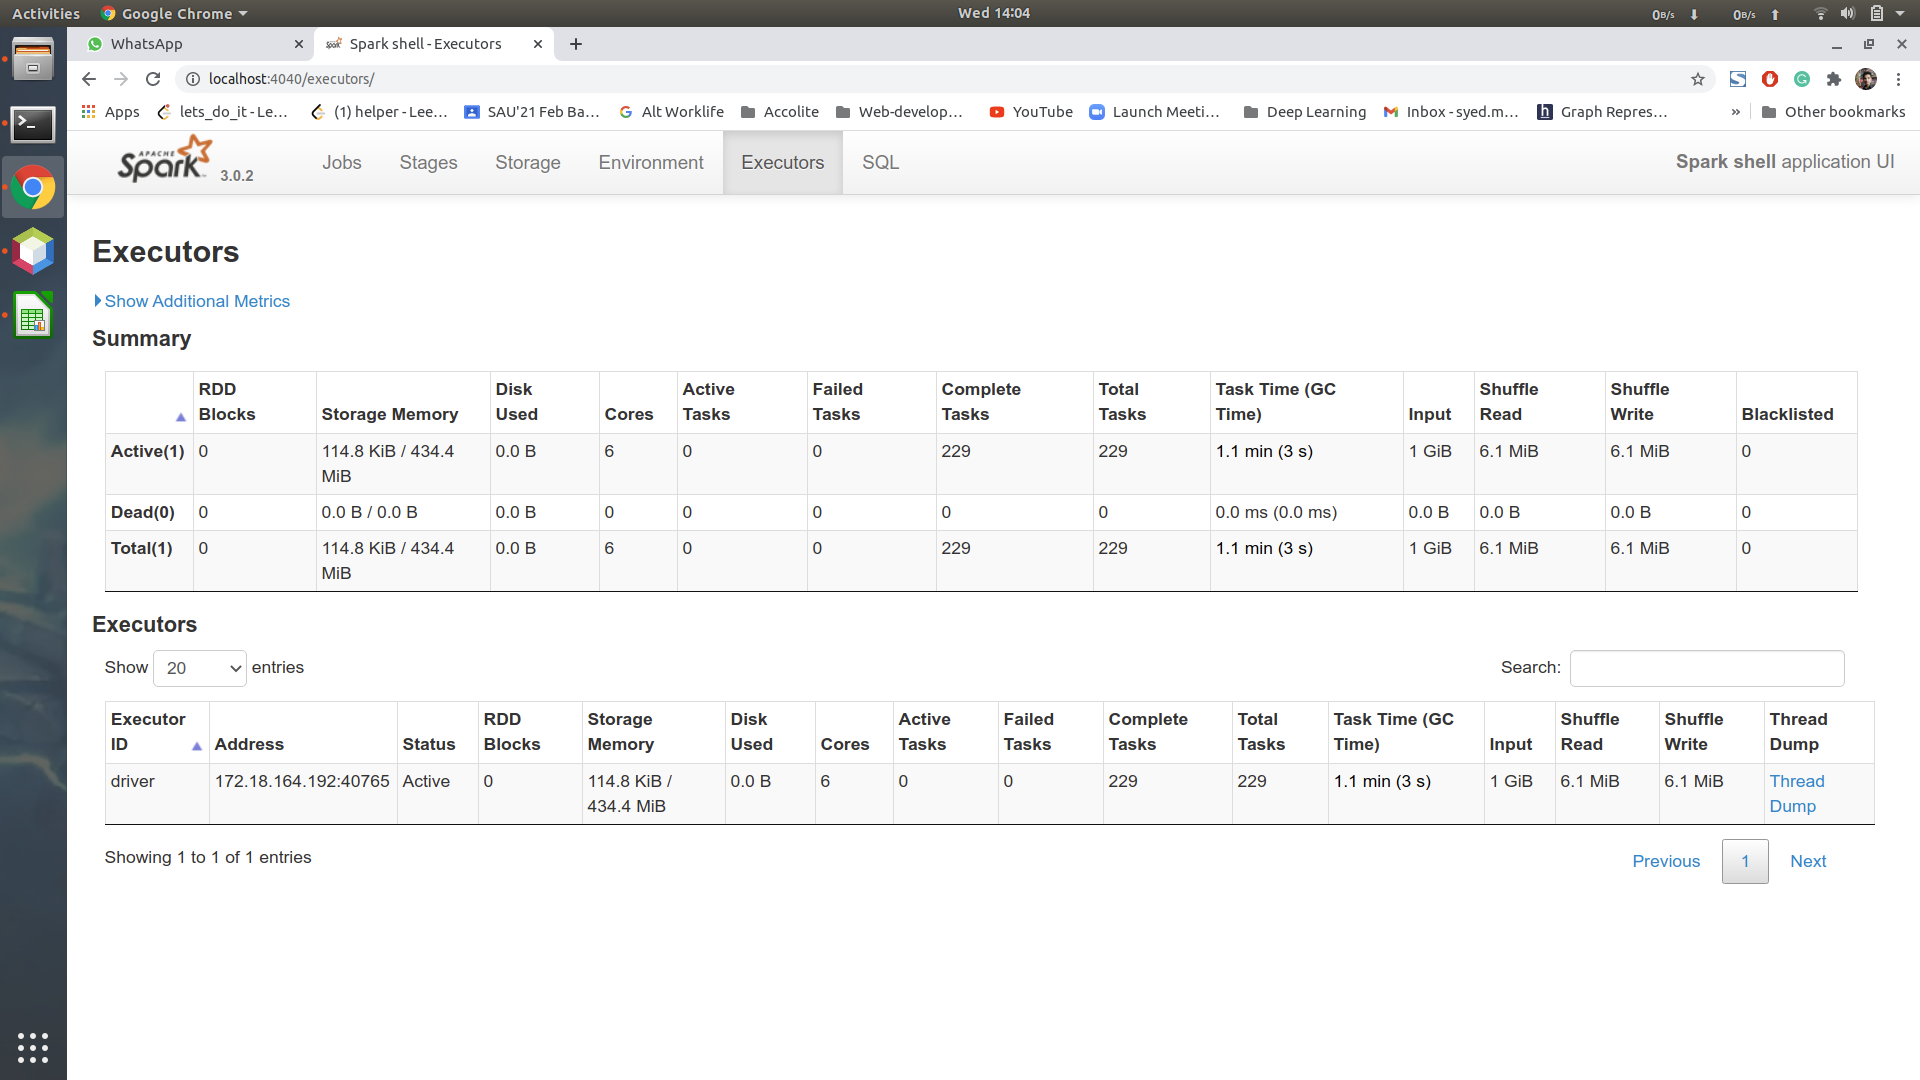 Activities Google Chrome Wed 14:04 0B/s 0B/s
WhatsApp Spark shell - Executors
localhost:4040/executors/
Apps lets_do_it - Le... (1) helper - Lee... SAU'21 Feb Ba... Alt Worklife Accolite Web-develop... YouTube Launch Meeti... Deep Learning Inbox - syed.m... Graph Repres... » Other bookmarks
APACHE Spark 3.0.2 Jobs Stages Storage Environment Executors SQL Spark shell application UI
Executors
Show Additional Metrics
Summary
RDD Blocks Storage Memory Disk Used Cores Active Tasks Failed Tasks Complete Tasks Total Tasks Task Time (GC Time) Input Shuffle Read Shuffle Write Blacklisted
Active(1) 0 114.8 KiB / 434.4 MiB 0.0 B 6 0 0 229 229 1.1 min (3 s) 1 GiB 6.1 MiB 6.1 MiB 0
Dead(0) 0 0.0 B / 0.0 B 0.0 B 0 0 0 0 0 0.0 ms (0.0 ms) 0.0 B 0.0 B 0.0 B 0
Total(1) 0 114.8 KiB / 434.4 MiB 0.0 B 6 0 0 229 229 1.1 min (3 s) 1 GiB 6.1 MiB 6.1 MiB 0
Executors
Show 20 entries Search:
Executor ID Address Status RDD Blocks Storage Memory Disk Used Cores Active Tasks Failed Tasks Complete Tasks Total Tasks Task Time (GC Time) Input Shuffle Read Shuffle Write Thread Dump
driver 172.18.164.192:40765 Active 0 114.8 KiB / 434.4 MiB 0.0 B 6 0 0 229 229 1.1 min (3 s) 1 GiB 6.1 MiB 6.1 MiB Thread Dump
Showing 1 to 1 of 1 entries Previous 1 Next